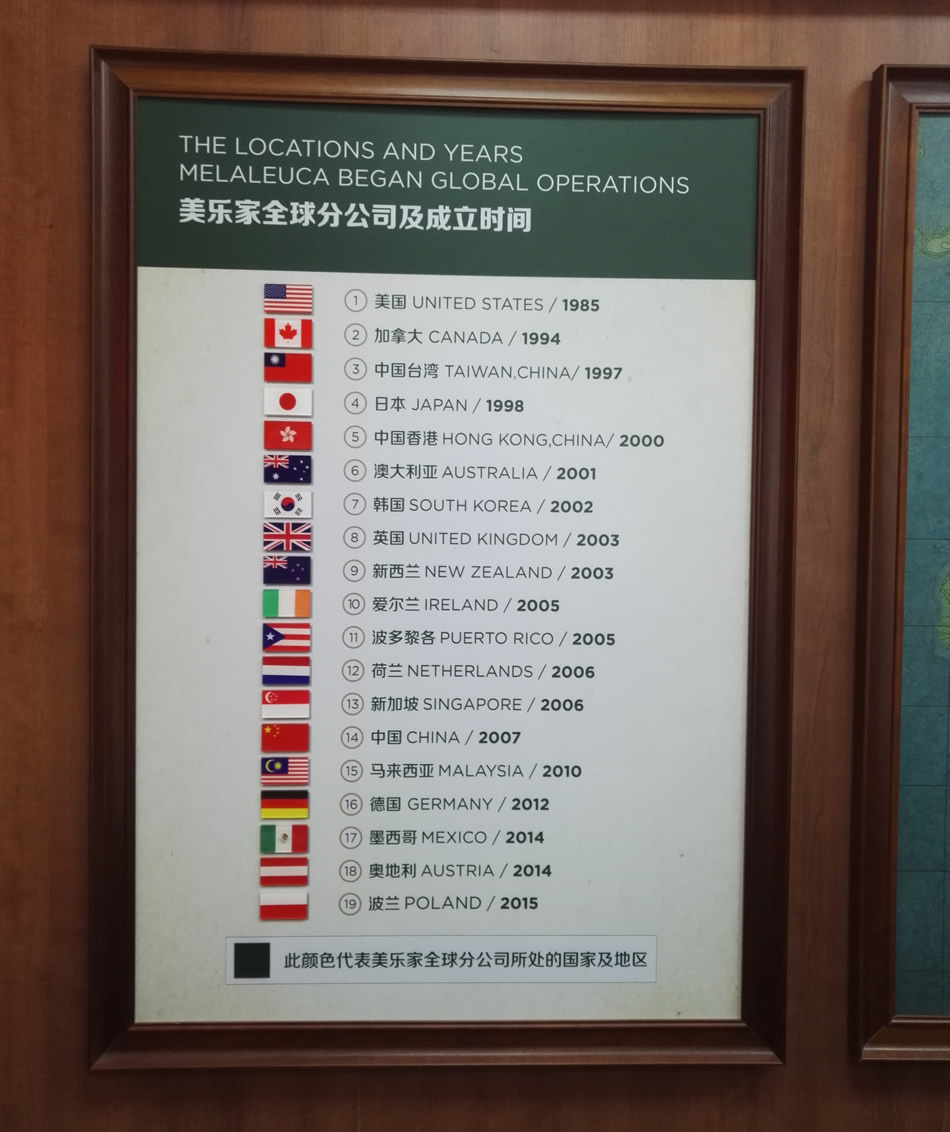 THE LOCATIONS AND YEARS
MELALEUCA BEGAN GLOBAL OPERATIONS
美乐家全球分公司及成立时间
1 美国 UNITED STATES / 1985
2 加拿大 CANADA / 1994
3 中国台湾 TAIWAN,CHINA/ 1997
4 日本 JAPAN / 1998
5 中国香港 HONG KONG,CHINA/ 2000
6 澳大利亚 AUSTRALIA / 2001
7 韩国 SOUTH KOREA / 2002
8 英国 UNITED KINGDOM / 2003
9 新西兰 NEW ZEALAND / 2003
10 爱尔兰 IRELAND / 2005
11 波多黎各 PUERTO RICO / 2005
12 荷兰 NETHERLANDS / 2006
13 新加坡 SINGAPORE / 2006
14 中国 CHINA / 2007
15 马来西亚 MALAYSIA / 2010
16 德国 GERMANY / 2012
17 墨西哥 MEXICO / 2014
18 奥地利 AUSTRIA / 2014
19 波兰 POLAND / 2015
此颜色代表美乐家全球分公司所处的国家及地区